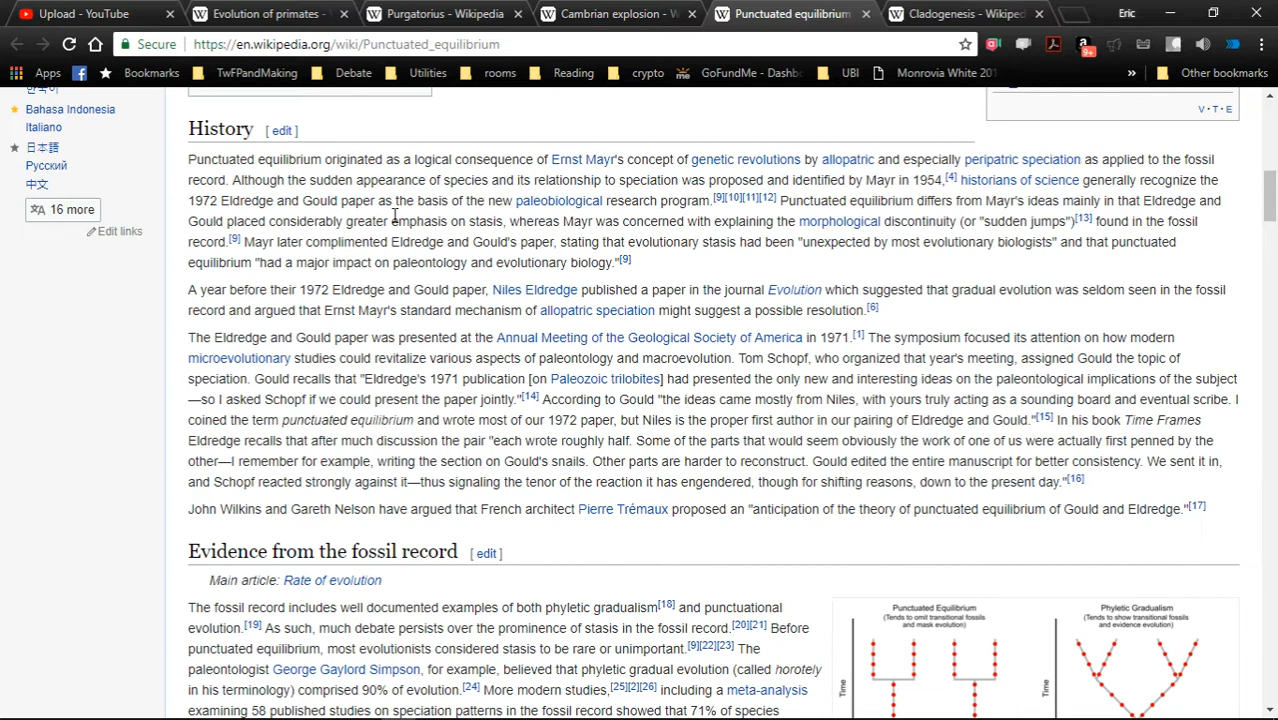 Upload - YouTube
Evolution of primates -
Purgatorius - Wikipedia
Cambrian explosion - W
Punctuated equilibrium
Cladogenesis - Wikiped
Eric
Secure
https://en.wikipedia.org/wiki/Punctuated_equilibrium
9+
Apps
Bookmarks
TwFPandMaking
Debate
Utilities
rooms
Reading
crypto
me GoFundMe - Dashb
UBI
Monrovia White 201
»
Other bookmarks
Bahasa Indonesia
Italiano
日本語
Русский
中文
16 more
Edit links
V · T · E
History [ edit ]
Punctuated equilibrium originated as a logical consequence of Ernst Mayr's concept of genetic revolutions by allopatric and especially peripatric speciation as applied to the fossil
record. Although the sudden appearance of species and its relationship to speciation was proposed and identified by Mayr in 1954,[4] historians of science generally recognize the
1972 Eldredge and Gould paper as the basis of the new paleobiological research program.[9][10][11][12] Punctuated equilibrium differs from Mayr's ideas mainly in that Eldredge and
Gould placed considerably greater emphasis on stasis, whereas Mayr was concerned with explaining the morphological discontinuity (or "sudden jumps")[13] found in the fossil
record.[9] Mayr later complimented Eldredge and Gould's paper, stating that evolutionary stasis had been "unexpected by most evolutionary biologists" and that punctuated
equilibrium "had a major impact on paleontology and evolutionary biology."[9]
A year before their 1972 Eldredge and Gould paper, Niles Eldredge published a paper in the journal Evolution which suggested that gradual evolution was seldom seen in the fossil
record and argued that Ernst Mayr's standard mechanism of allopatric speciation might suggest a possible resolution.[6]
The Eldredge and Gould paper was presented at the Annual Meeting of the Geological Society of America in 1971.[1] The symposium focused its attention on how modern
microevolutionary studies could revitalize various aspects of paleontology and macroevolution. Tom Schopf, who organized that year's meeting, assigned Gould the topic of
speciation. Gould recalls that "Eldredge's 1971 publication [on Paleozoic trilobites] had presented the only new and interesting ideas on the paleontological implications of the subject
—so I asked Schopf if we could present the paper jointly."[14] According to Gould "the ideas came mostly from Niles, with yours truly acting as a sounding board and eventual scribe. I
coined the term punctuated equilibrium and wrote most of our 1972 paper, but Niles is the proper first author in our pairing of Eldredge and Gould."[15] In his book Time Frames
Eldredge recalls that after much discussion the pair "each wrote roughly half. Some of the parts that would seem obviously the work of one of us were actually first penned by the
other—I remember for example, writing the section on Gould's snails. Other parts are harder to reconstruct. Gould edited the entire manuscript for better consistency. We sent it in,
and Schopf reacted strongly against it—thus signaling the tenor of the reaction it has engendered, though for shifting reasons, down to the present day."[16]
John Wilkins and Gareth Nelson have argued that French architect Pierre Trémaux proposed an "anticipation of the theory of punctuated equilibrium of Gould and Eldredge."[17]
Evidence from the fossil record [ edit ]
Main article: Rate of evolution
The fossil record includes well documented examples of both phyletic gradualism[18] and punctuational
evolution.[19] As such, much debate persists over the prominence of stasis in the fossil record.[20][21] Before
punctuated equilibrium, most evolutionists considered stasis to be rare or unimportant.[9][22][23] The
paleontologist George Gaylord Simpson, for example, believed that phyletic gradual evolution (called horotely
in his terminology) comprised 90% of evolution.[24] More modern studies,[25][2][26] including a meta-analysis
examining 58 published studies on speciation patterns in the fossil record showed that 71% of species
Punctuated Equilibrium
(Tends to omit transitional fossils
and mask evolution)
Time
Phyletic Gradualism
(Tends to show transitional fossils
and evidence evolution)
Time